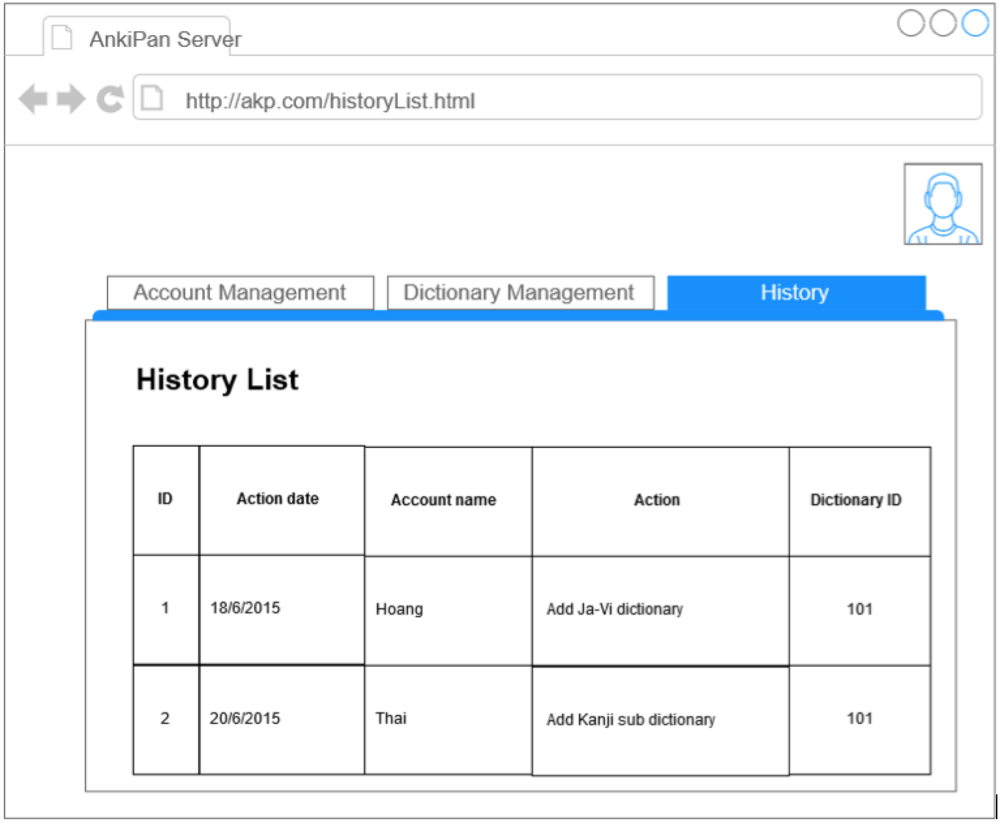 AnkiPan Server
http://akp.com/historyList.html
Account Management Dictionary Management History
History List
ID Action date Account name Action Dictionary ID
1 18/6/2015 Hoang Add Ja-Vi dictionary 101
2 20/6/2015 Thai Add Kanji sub dictionary 101